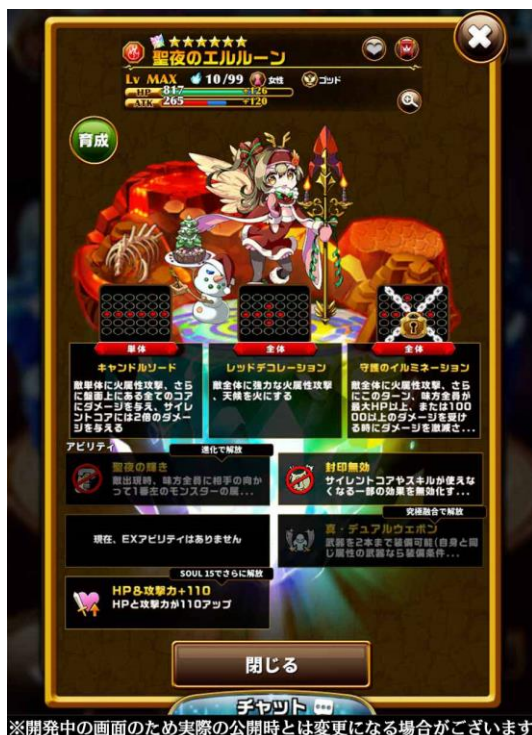 ★★★★★★
聖夜のエルルーン
Lv MAX 10/99 女性 ゴッド
HP 817 +126
ATK 265 +120
育成
単体
キャンドルソード
敵単体に火属性攻撃、さら
に盤面上にある全てのコア
にダメージを与え、サイレ
ントコアには2倍のダメー
ジを与える
全体
レッドデコレーション
敵全体に強力な火属性攻撃
、天候を火にする
全体
守護のイルミネーション
敵全体に火属性攻撃、さら
にこのターン、味方全員が
最大HP以上、または100
00以上のダメージを受け
る時にダメージを激減さ...
アビリティ
進化で解放
聖夜の輝き
敵出現時、味方全員に相手の向か
って1番左のモンスターの属...
封印無効
サイレントコアやスキルが使えな
くなる一部の効果を無効化す...
現在、EXアビリティはありません
究極融合で解放
真・デュアルウェポン
武器を2本まで装備可能(自身と同
じ属性の武器なら装備条件...
SOUL 15でさらに解放
HP&攻撃力+110
HPと攻撃力が110アップ
閉じる
チャット
※開発中の画面のため実際の公開時とは変更になる場合がございます